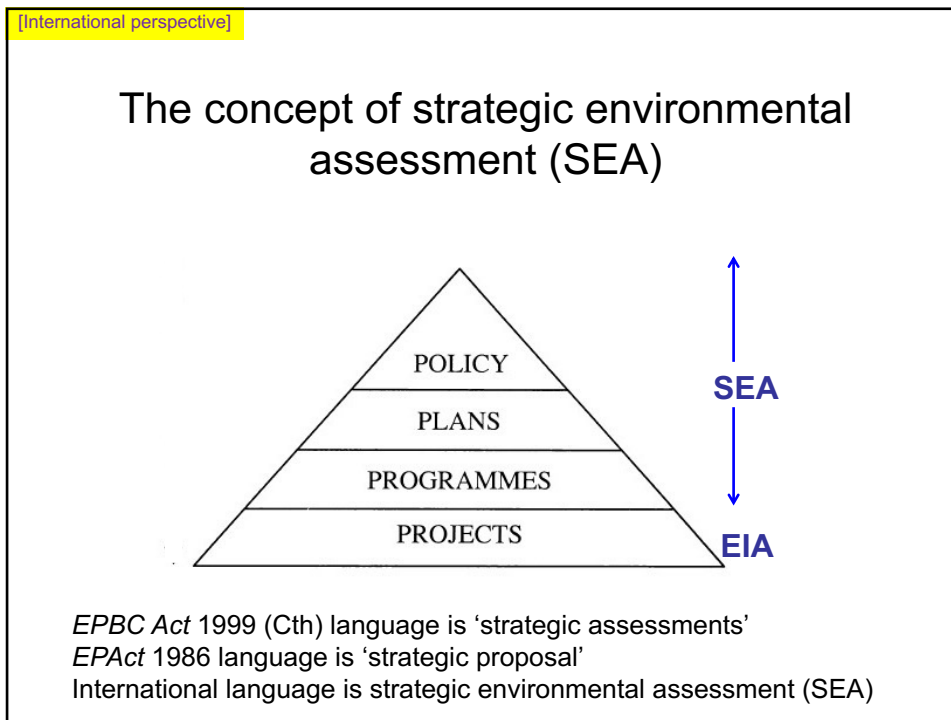 [International perspective]
The concept of strategic environmental
assessment (SEA)
POLICY
SEA
PLANS
PROGRAMMES
PROJECTS
EIA
EPBC Act 1999 (Cth) language is ‘strategic assessments’
EPAct 1986 language is ‘strategic proposal’
International language is strategic environmental assessment (SEA)